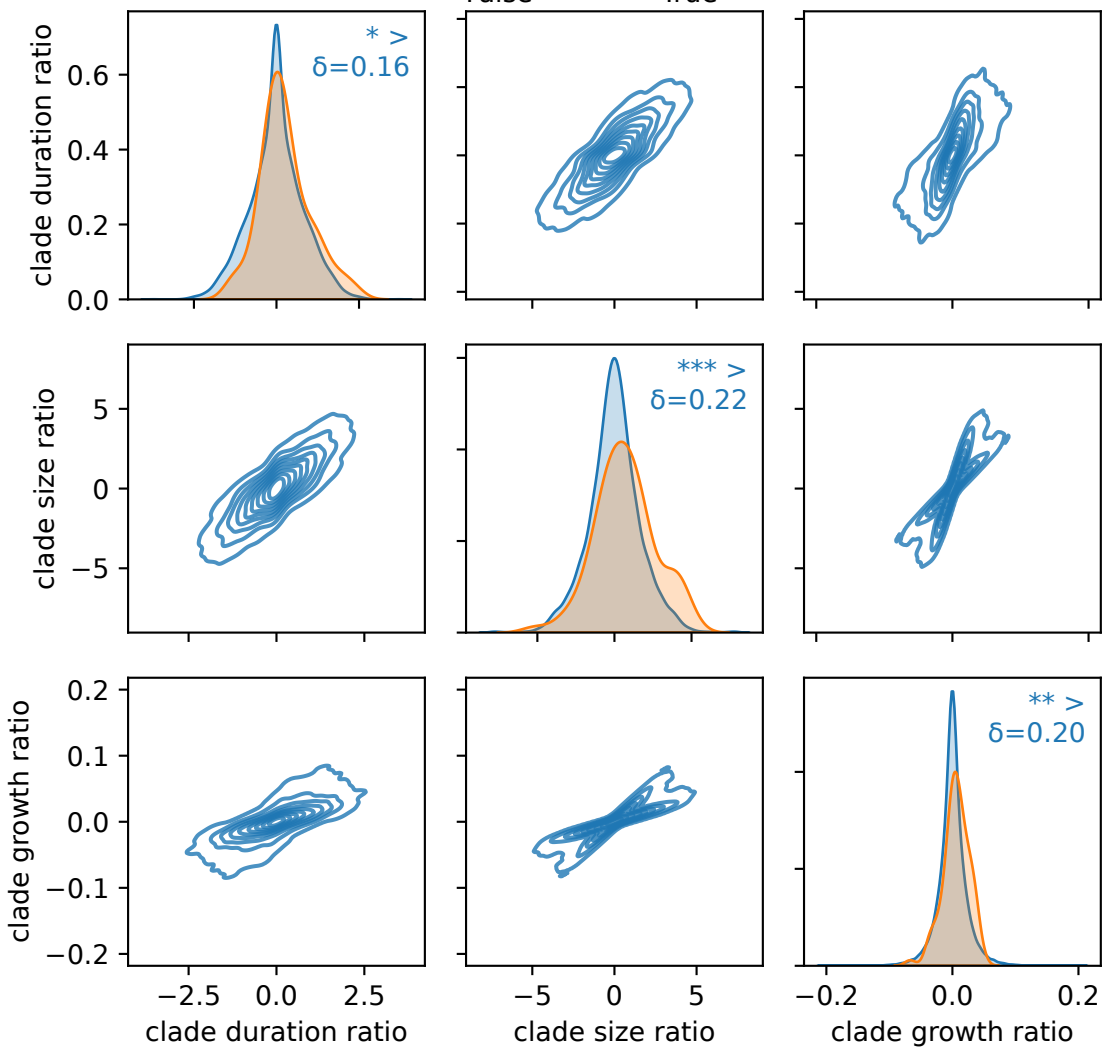 clade duration ratio
0.6
0.4
0.2
0.0
* >
δ=0.16
clade size ratio
5
0
−5
*** >
δ=0.22
clade growth ratio
0.2
0.1
0.0
−0.1
−0.2
** >
δ=0.20
−2.5 0.0 2.5
−5 0 5
−0.2 0.0 0.2
clade duration ratio
clade size ratio
clade growth ratio